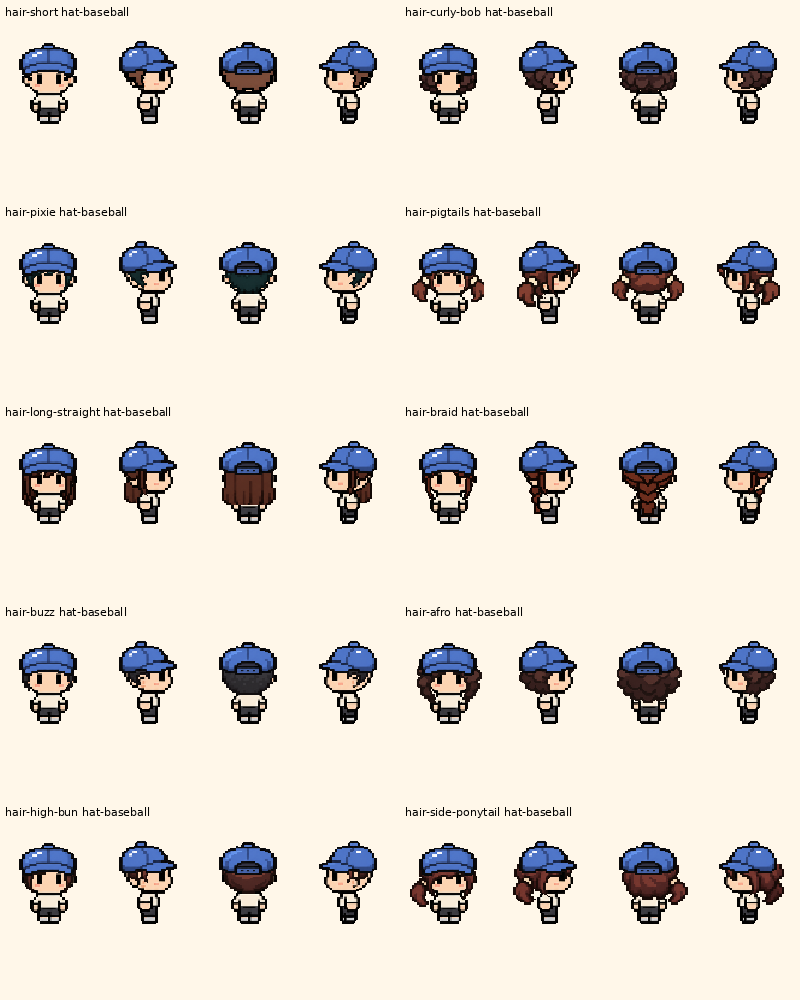 hair-short hat-baseball
hair-curly-bob hat-baseball
hair-pixie hat-baseball
hair-pigtails hat-baseball
hair-long-straight hat-baseball
hair-braid hat-baseball
hair-buzz hat-baseball
hair-afro hat-baseball
hair-high-bun hat-baseball
hair-side-ponytail hat-baseball